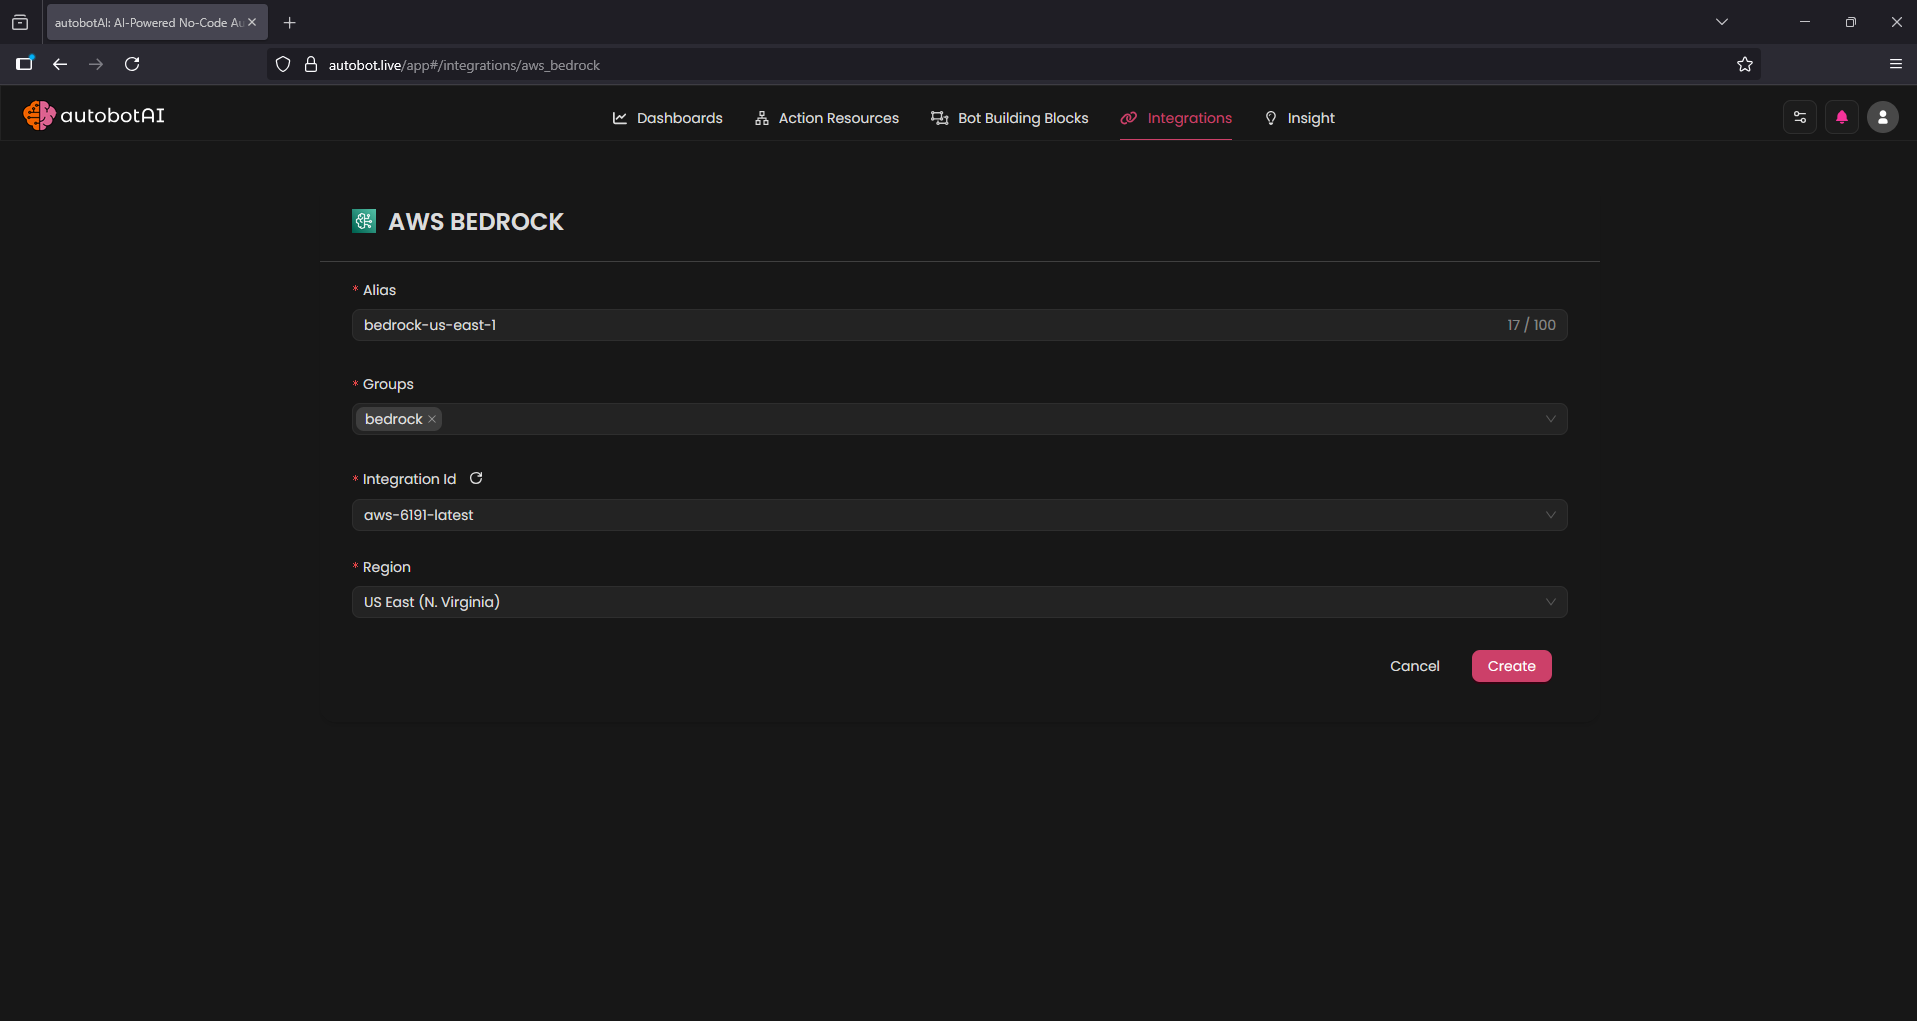 autobotAI: AI-Powered No-Code Au
autobot.live/app#/integrations/aws_bedrock
autobotAI
Dashboards
Action Resources
Bot Building Blocks
Integrations
Insight
AWS BEDROCK
* Alias
bedrock-us-east-1
17 / 100
* Groups
bedrock
* Integration Id
aws-6191-latest
* Region
US East (N. Virginia)
Cancel
Create